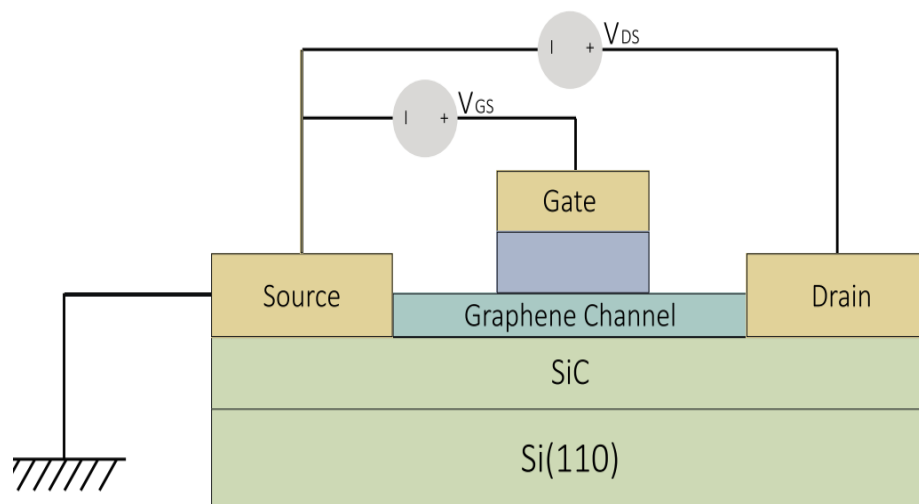 I + VDS
I + VGS
Gate
Source
Drain
Graphene Channel
SiC
Si(110)